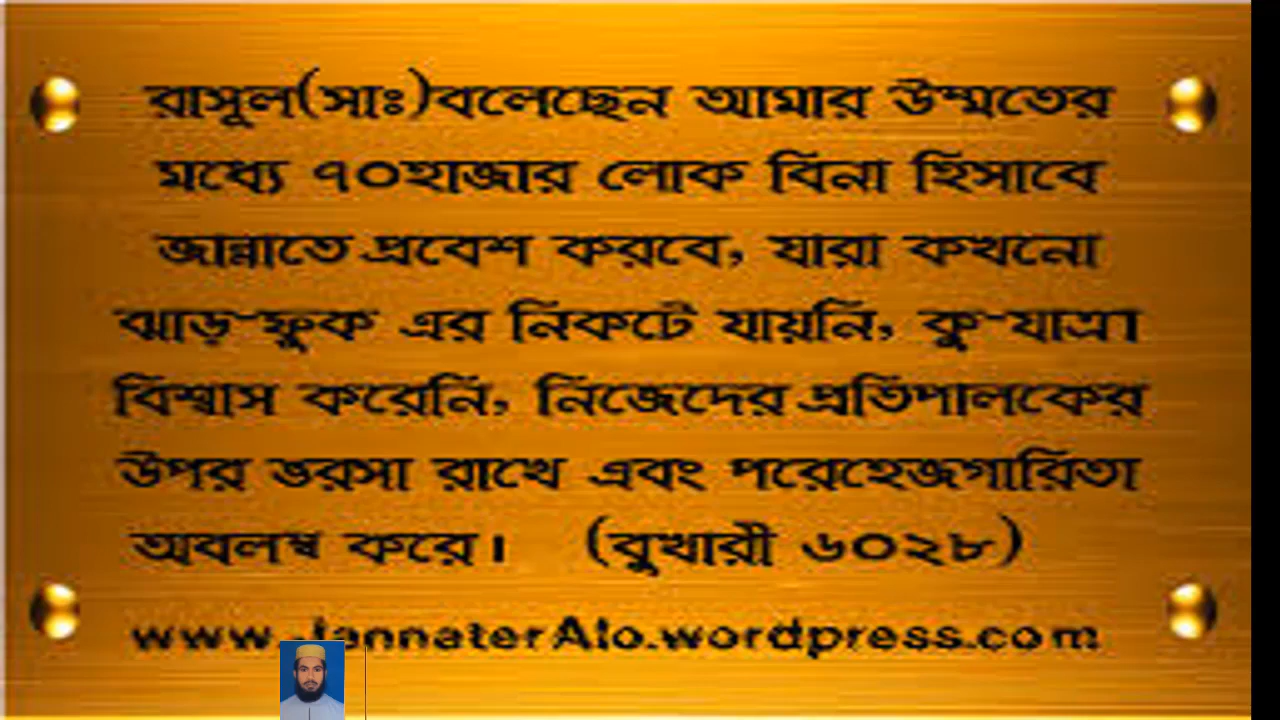 রাসূল(সাঃ)বলেছেন আমার উম্মতের
মধ্যে ৭০হাজার লোক বিনা হিসাবে
জান্নাতে প্রবেশ করবে, যারা কখনো
ঝাড়-ফুক এর নিকটে যায়নি, কু-যাত্রা
বিশ্বাস করেনি, নিজেদের প্রতিপালকের
উপর ভরসা রাখে এবং পরেহেজগারিতা
অবলম্ব করে। (বুখারী ৬০২৮)
www.JannaterAlo.wordpress.com